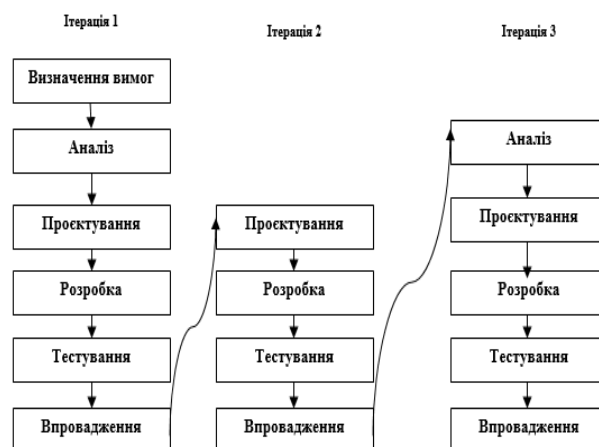 Ітерація 1
Визначення вимог
Аналіз
Проєктування
Розробка
Тестування
Впровадження
Ітерація 2
Проєктування
Розробка
Тестування
Впровадження
Ітерація 3
Аналіз
Проєктування
Розробка
Тестування
Впровадження